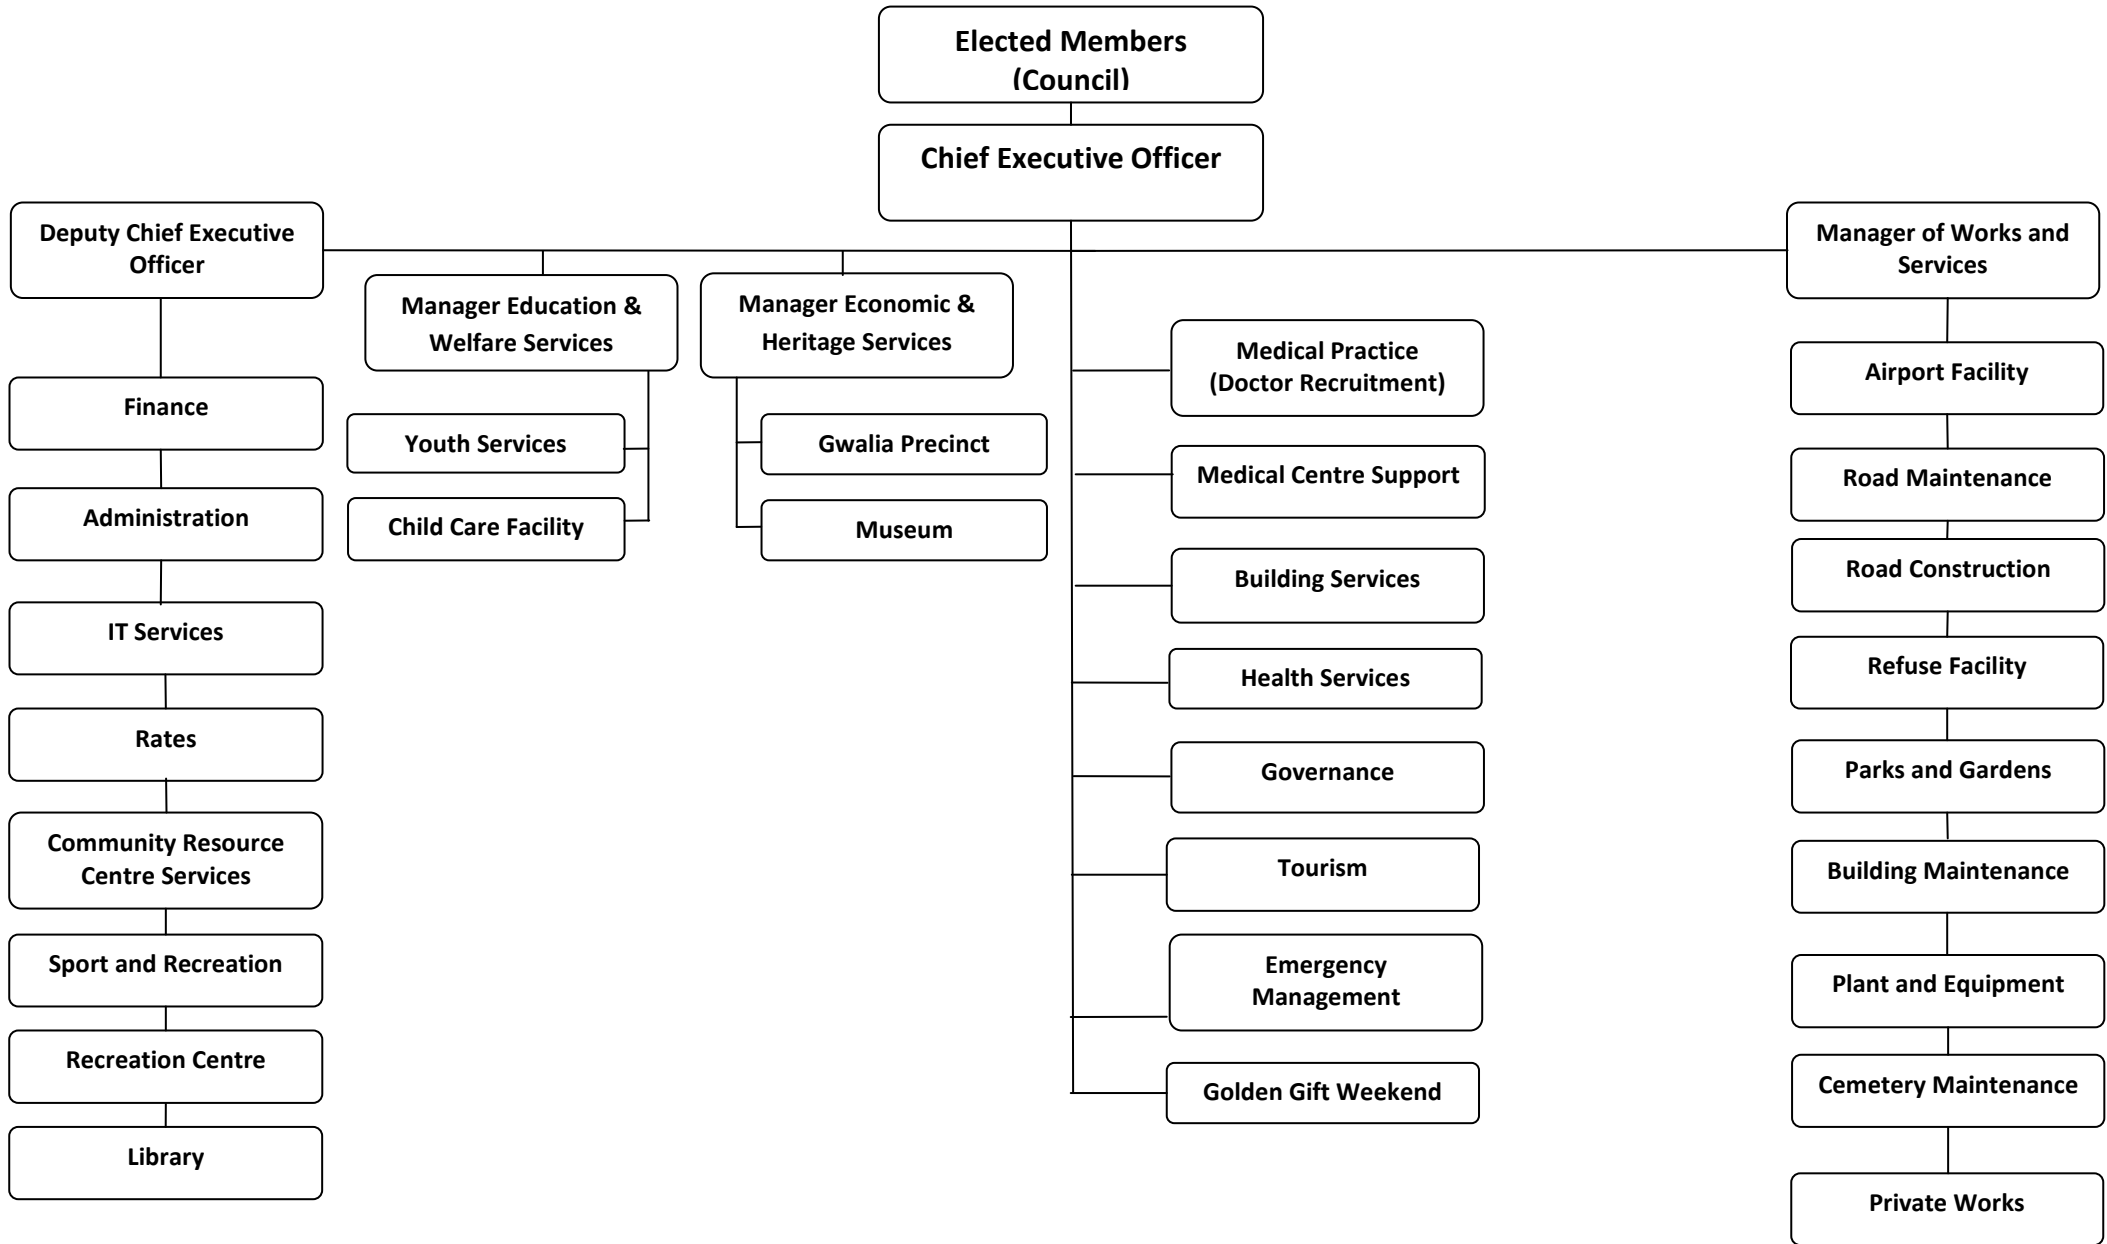 Elected Members
(Council)
Chief Executive Officer
Deputy Chief Executive
Officer
Finance
Administration
IT Services
Rates
Community Resource
Centre Services
Sport and Recreation
Recreation Centre
Library
Manager Education &
Welfare Services
Youth Services
Child Care Facility
Manager Economic &
Heritage Services
Gwalia Precinct
Museum
Medical Practice
(Doctor Recruitment)
Medical Centre Support
Building Services
Health Services
Governance
Tourism
Emergency
Management
Golden Gift Weekend
Manager of Works and
Services
Airport Facility
Road Maintenance
Road Construction
Refuse Facility
Parks and Gardens
Building Maintenance
Plant and Equipment
Cemetery Maintenance
Private Works